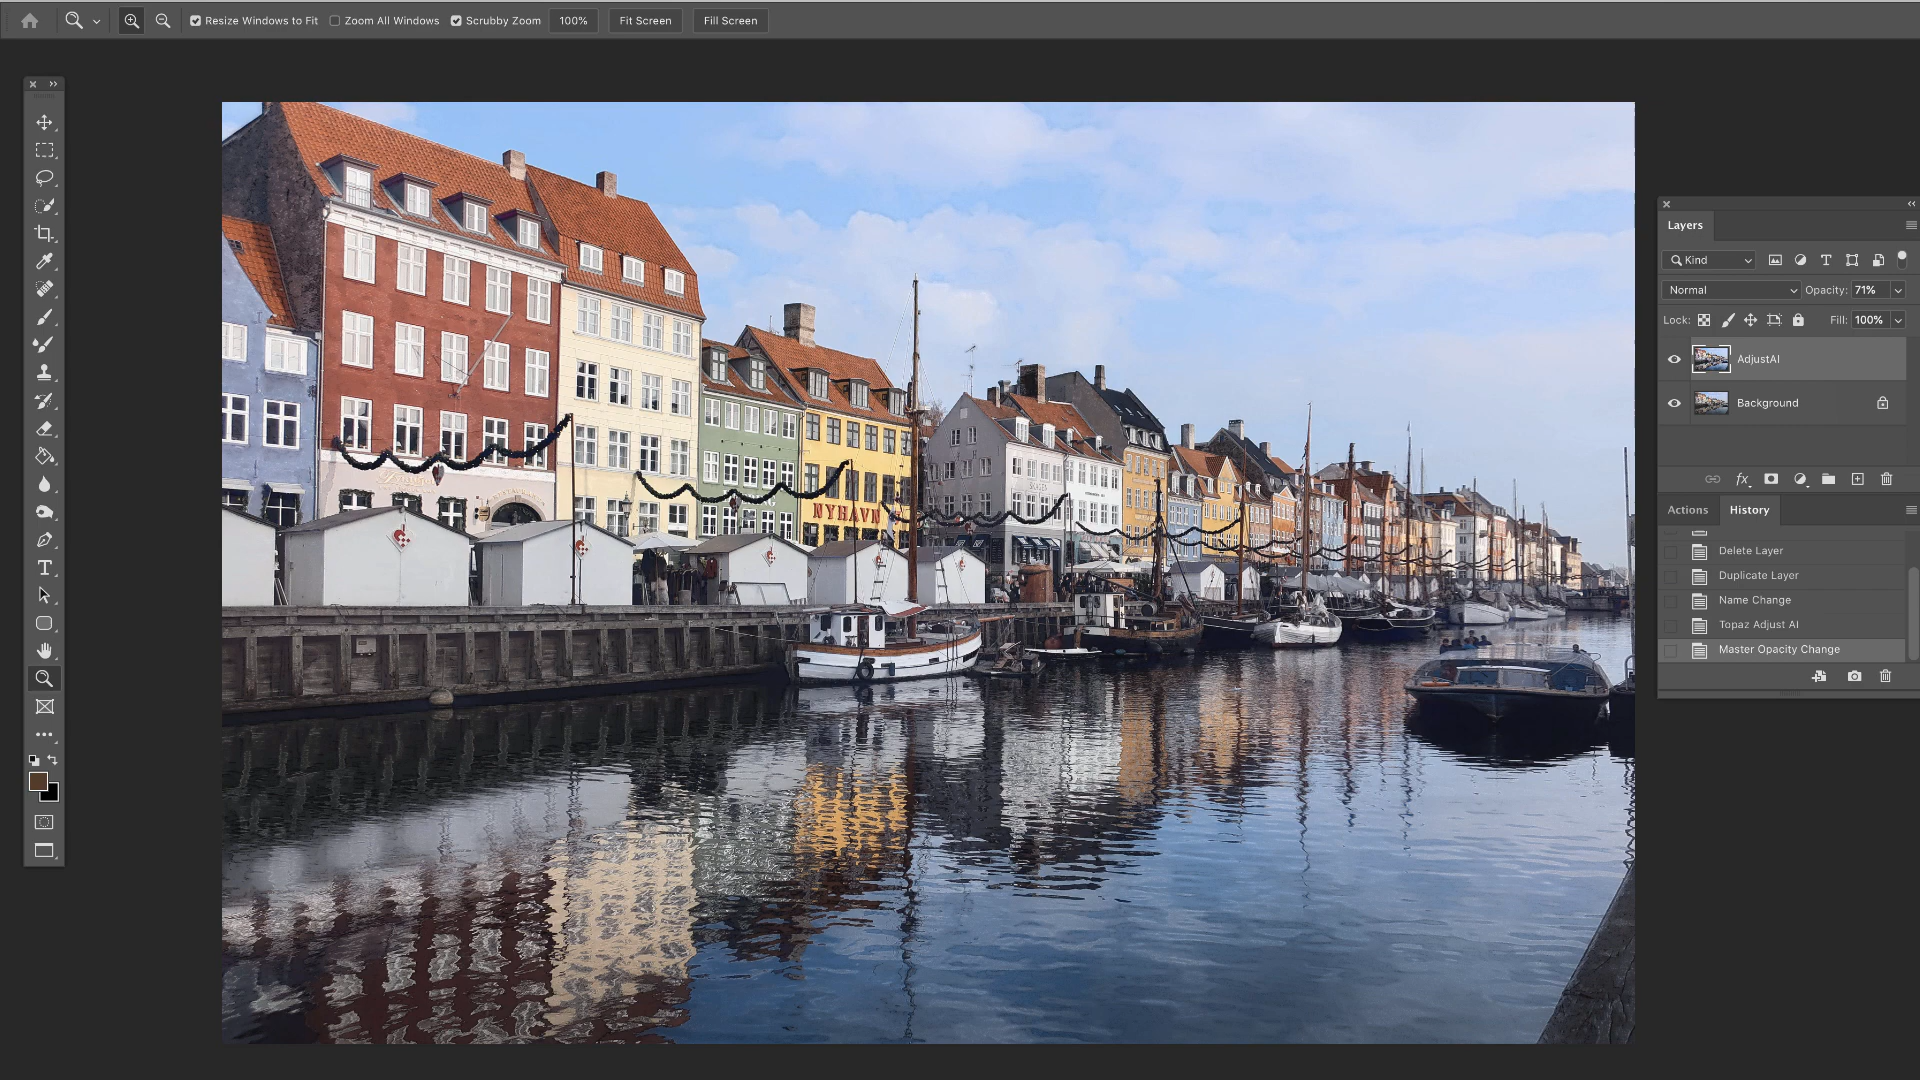 Resize Windows to Fit Zoom All Windows Scrubby Zoom 100% Fit Screen Fill Screen
Layers
Kind
Normal Opacity: 71%
Lock: Fill: 100%
AdjustAI
Background
fx
Actions History
Delete Layer
Duplicate Layer
Name Change
Topaz Adjust AI
Master Opacity Change
NYHAVN